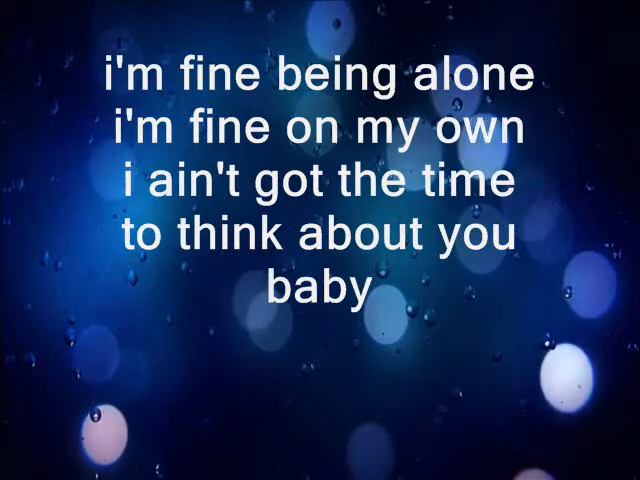 i'm fine being alone
i'm fine on my own
i ain't got the time
to think about you
baby